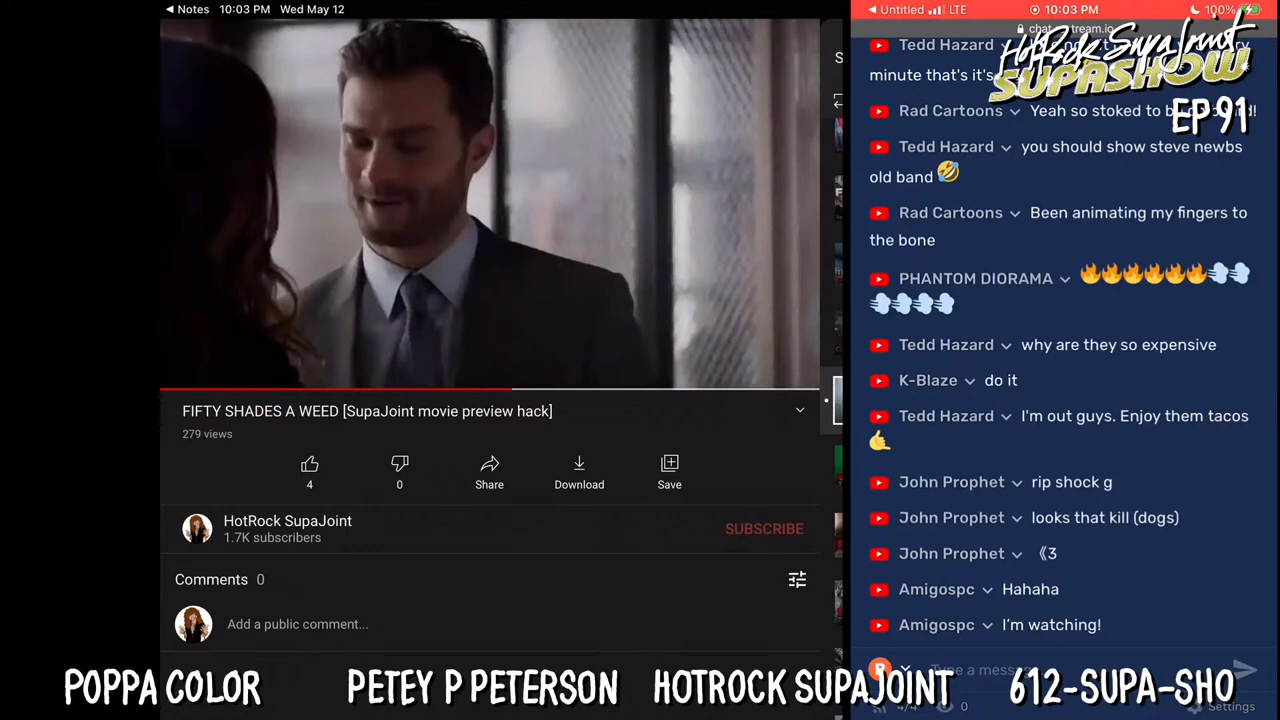 Notes 10:03 PM Wed May 12
Untitled LTE 10:03 PM 100%
HotRock SupaJoint
SUPASHOW
EP 91
Tedd Hazard
minute that's it's
Rad Cartoons Yeah so stoked to b
Tedd Hazard you should show steve newbs
old band 🤣
Rad Cartoons Been animating my fingers to
the bone
PHANTOM DIORAMA 🔥🔥🔥🔥🔥🔥💨💨
💨💨💨💨
Tedd Hazard why are they so expensive
K-Blaze do it
Tedd Hazard I'm out guys. Enjoy them tacos
🤙
John Prophet rip shock g
John Prophet looks that kill (dogs)
John Prophet 《3
Amigospc Hahaha
Amigospc I'm watching!
Type a messa
4/4 0 Settings
FIFTY SHADES A WEED [SupaJoint movie preview hack]
279 views
4 0 Share Download Save
HotRock SupaJoint
1.7K subscribers
SUBSCRIBE
Comments 0
Add a public comment...
POPPA COLOR PETEY P PETERSON HOTROCK SUPAJOINT 612-SUPA-SHO